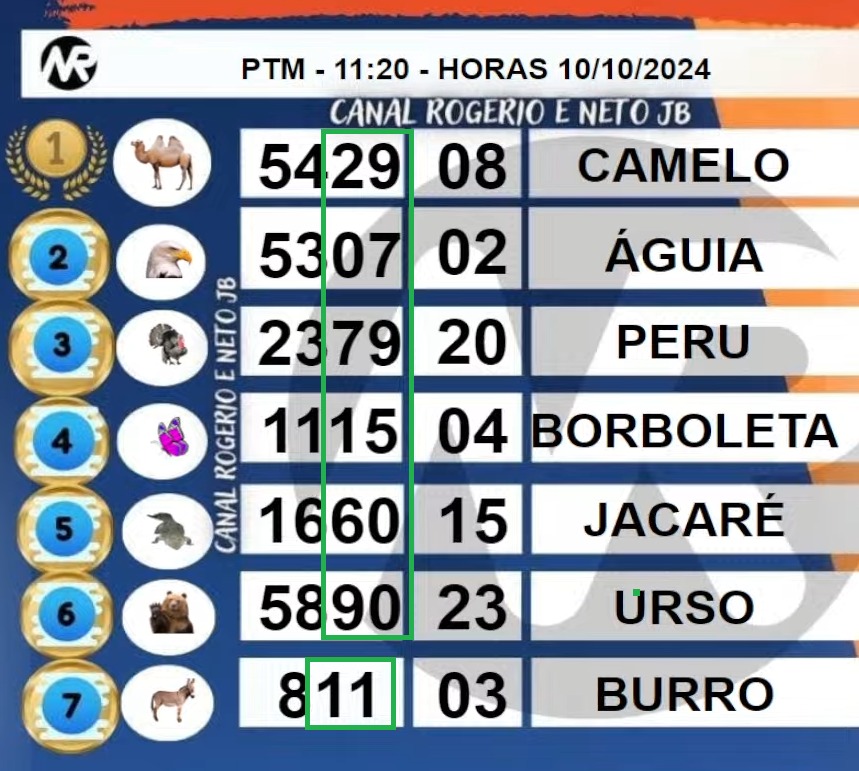 NR
PTM - 11:20 - HORAS 10/10/2024
CANAL ROGERIO E NETO JB
1 5429 08 CAMELO
2 5307 02 ÁGUIA
3 2379 20 PERU
4 1115 04 BORBOLETA
5 1660 15 JACARÉ
6 5890 23 URSO
7 811 03 BURRO
CANAL ROGERIO E NETO JB